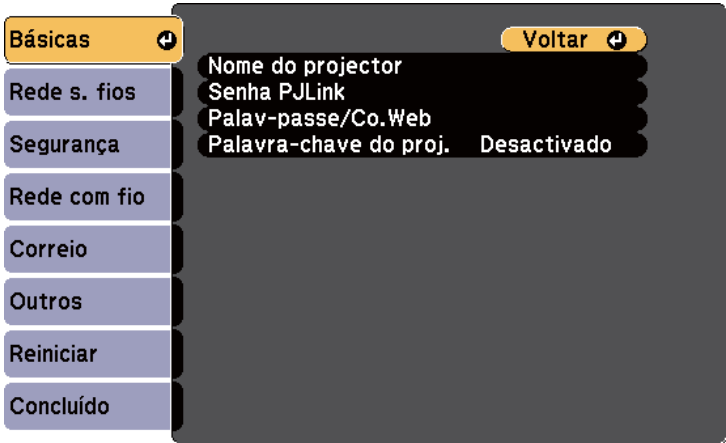 Básicas
Rede s. fios
Segurança
Rede com fio
Correio
Outros
Reiniciar
Concluído
Voltar
Nome do projector
Senha PJLink
Palav-passe/Co.Web
Palavra-chave do proj. Desactivado